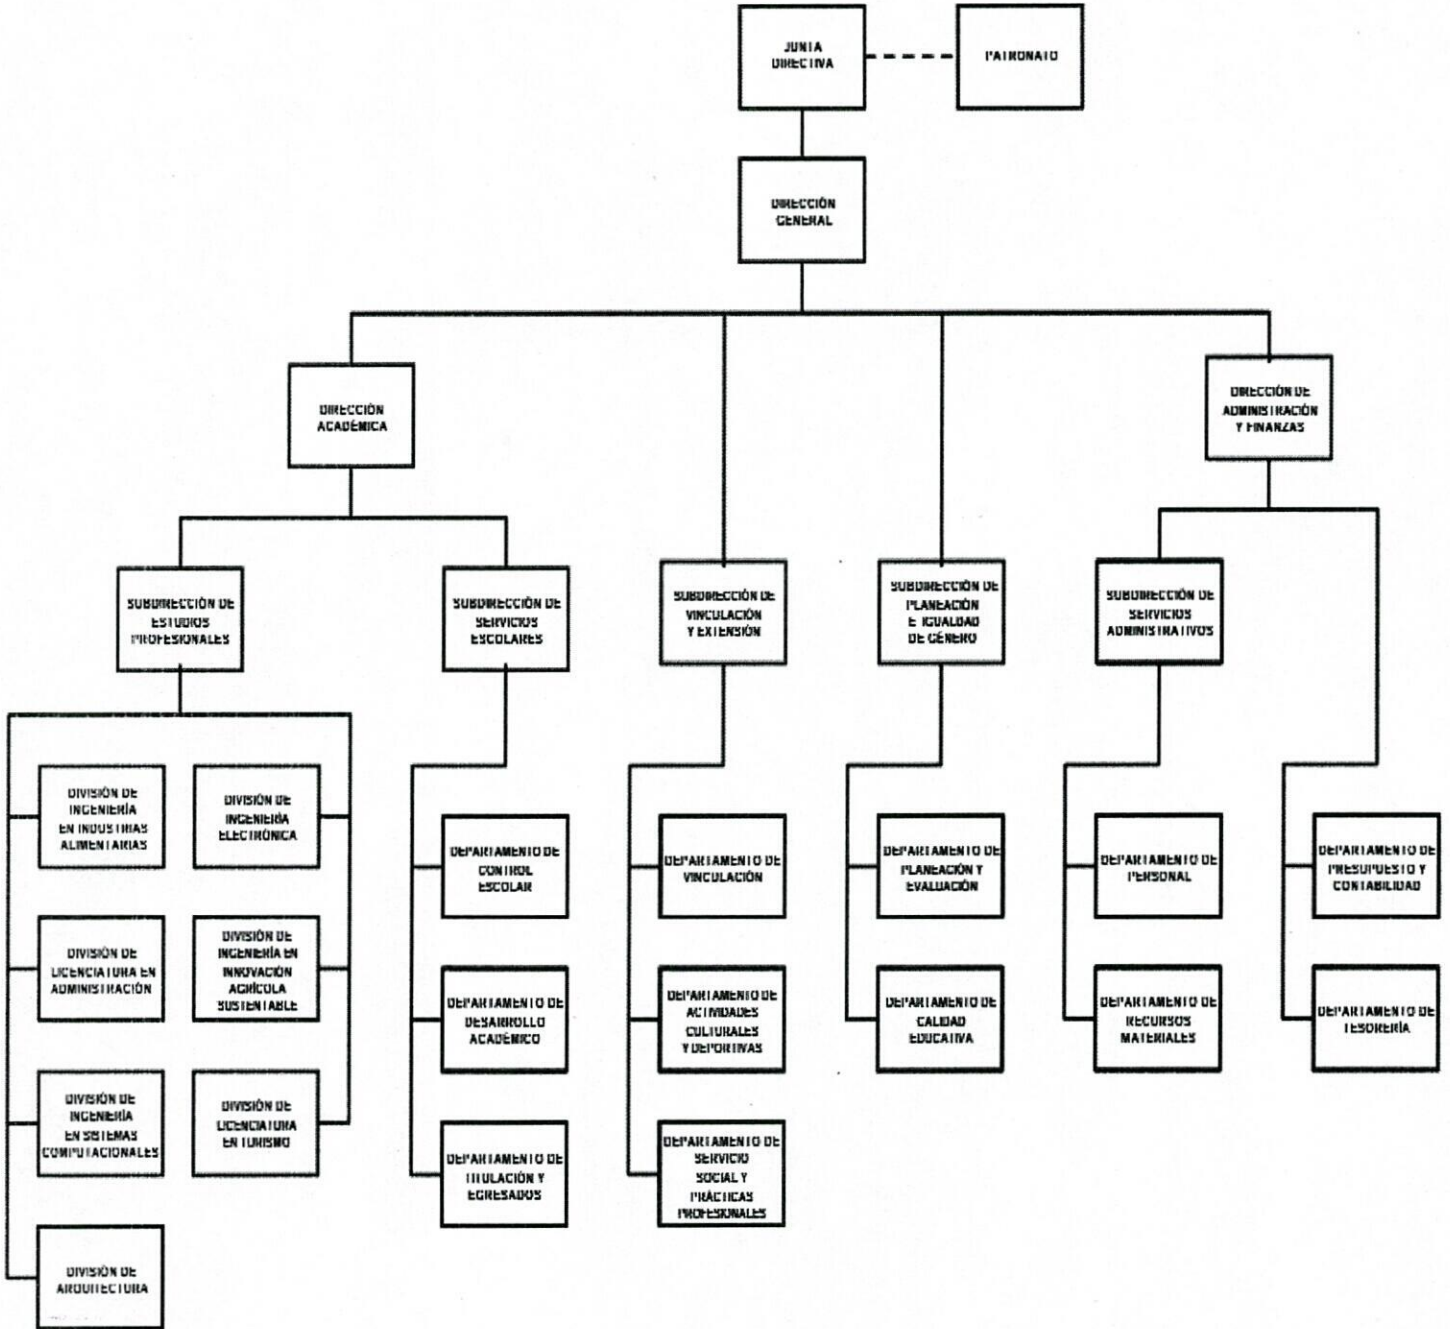 JUNTA
DIRECTIVA
PATRONATO
DIRECCIÓN
GENERAL
DIRECCIÓN
ACADÉMICA
DIRECCIÓN DE
ADMINISTRACIÓN
Y FINANZAS
SUBDIRECCIÓN DE
ESTUDIOS
PROFESIONALES
SUBDIRECCIÓN DE
SERVICIOS
ESCOLARES
SUBDIRECCIÓN DE
VINCULACIÓN
Y EXTENSIÓN
SUBDIRECCIÓN DE
PLANEACIÓN
E IGUALDAD
DE GÉNERO
SUBDIRECCIÓN DE
SERVICIOS
ADMINISTRATIVOS
DIVISIÓN DE
INGENIERÍA
EN INDUSTRIAS
ALIMENTARIAS
DIVISIÓN DE
INGENIERÍA
ELECTRÓNICA
DEPARTAMENTO DE
CONTROL
ESCOLAR
DEPARTAMENTO DE
VINCULACIÓN
DEPARTAMENTO DE
PLANEACIÓN Y
EVALUACIÓN
DEPARTAMENTO DE
PERSONAL
DEPARTAMENTO DE
PRESUPUESTO Y
CONTABILIDAD
DIVISIÓN DE
LICENCIATURA EN
ADMINISTRACIÓN
DIVISIÓN DE
INGENIERÍA EN
INNOVACIÓN
AGRÍCOLA
SUSTENTABLE
DEPARTAMENTO DE
DESARROLLO
ACADÉMICO
DEPARTAMENTO DE
ACTIVIDADES
CULTURALES
Y DEPORTIVAS
DEPARTAMENTO DE
CALIDAD
EDUCATIVA
DEPARTAMENTO DE
RECURSOS
MATERIALES
DEPARTAMENTO DE
TESORERÍA
DIVISIÓN DE
INGENIERÍA
EN SISTEMAS
COMPUTACIONALES
DIVISIÓN DE
LICENCIATURA
EN TURISMO
DEPARTAMENTO DE
TITULACIÓN Y
EGRESADOS
DEPARTAMENTO DE
SERVICIO
SOCIAL Y
PRÁCTICAS
PROFESIONALES
DIVISIÓN DE
ARQUITECTURA